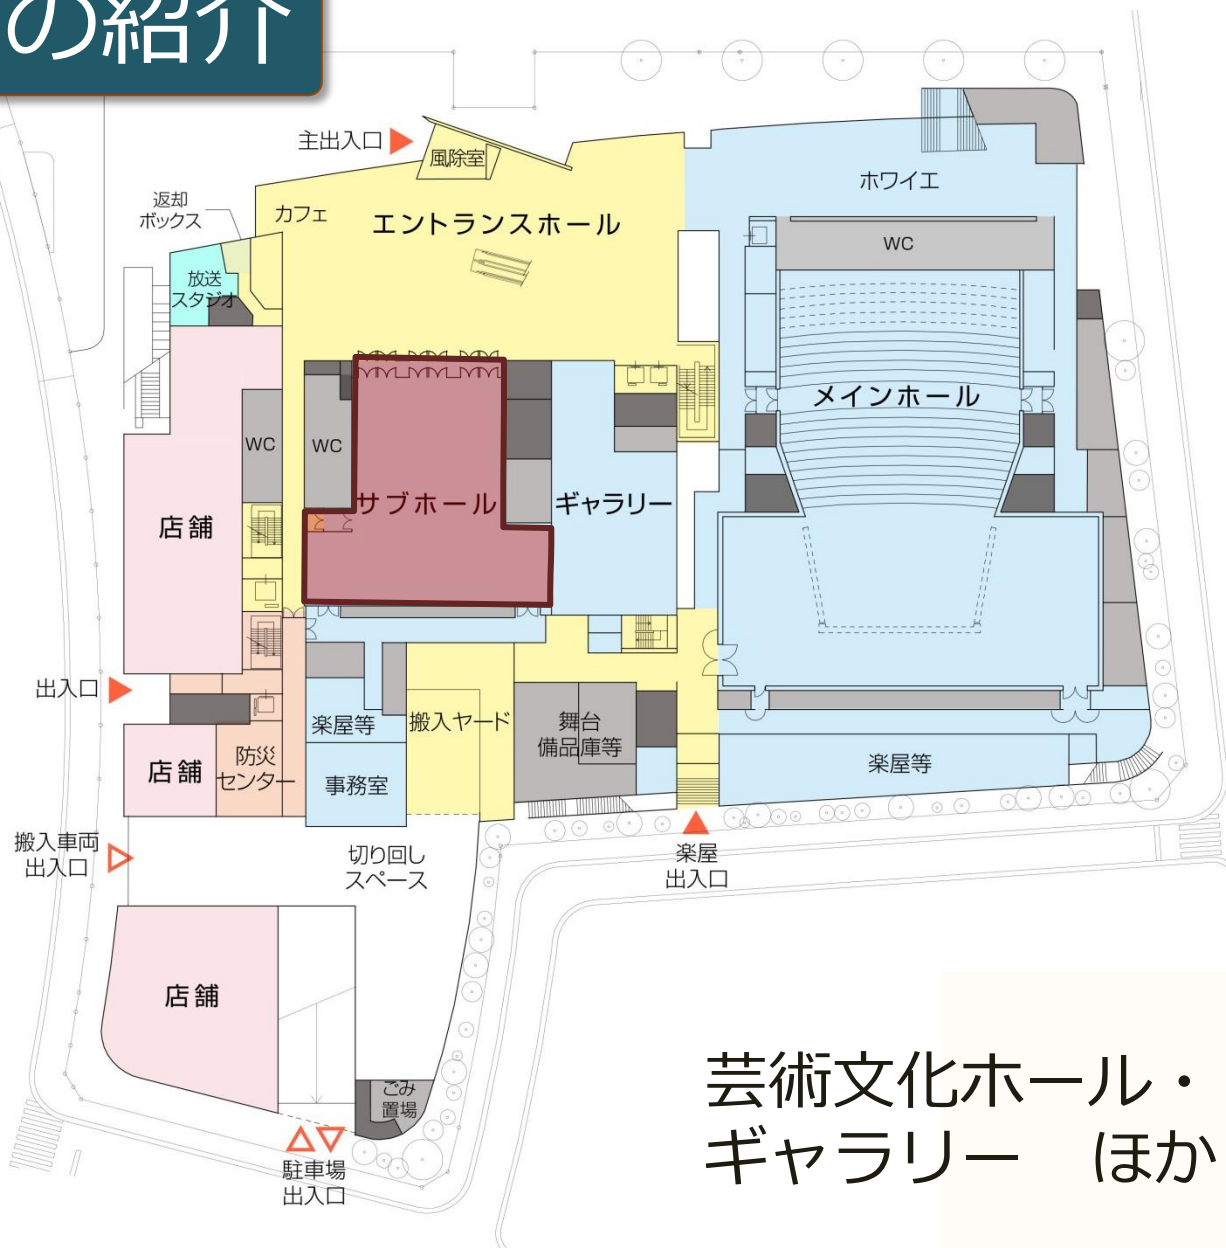 の紹介
主出入口
風除室
返却
ボックス
カフェ
エントランスホール
ホワイエ
WC
放送
スタジオ
メインホール
WC
WC
サブホール
ギャラリー
店舗
出入口
楽屋等
搬入ヤード
舞台
備品庫等
店舗
防災
センター
事務室
楽屋等
搬入車両
出入口
切り回し
スペース
楽屋
出入口
店舗
ごみ
置場
駐車場
出入口
芸術文化ホール・
ギャラリー　ほか